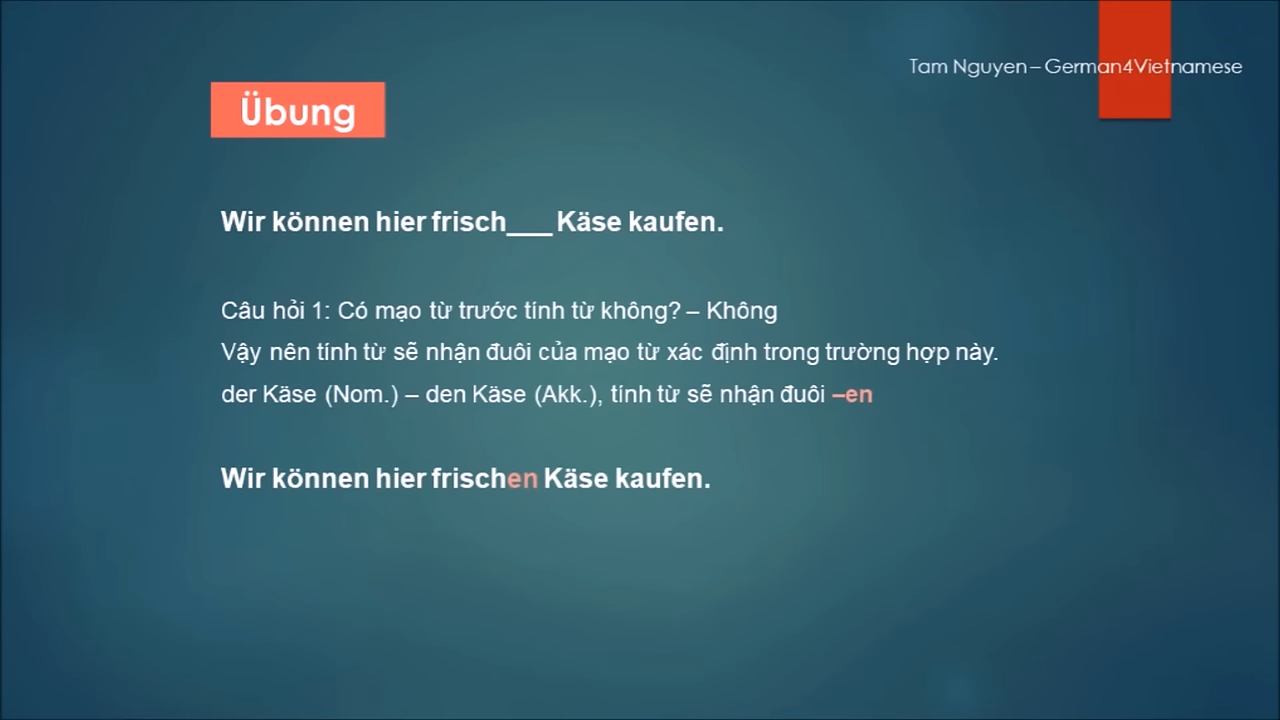 Tam Nguyen – German4Vietnamese
Übung
Wir können hier frisch___ Käse kaufen.
Câu hỏi 1: Có mạo từ trước tính từ không? – Không
Vậy nên tính từ sẽ nhận đuôi của mạo từ xác định trong trường hợp này.
der Käse (Nom.) – den Käse (Akk.), tính từ sẽ nhận đuôi –en
Wir können hier frischen Käse kaufen.